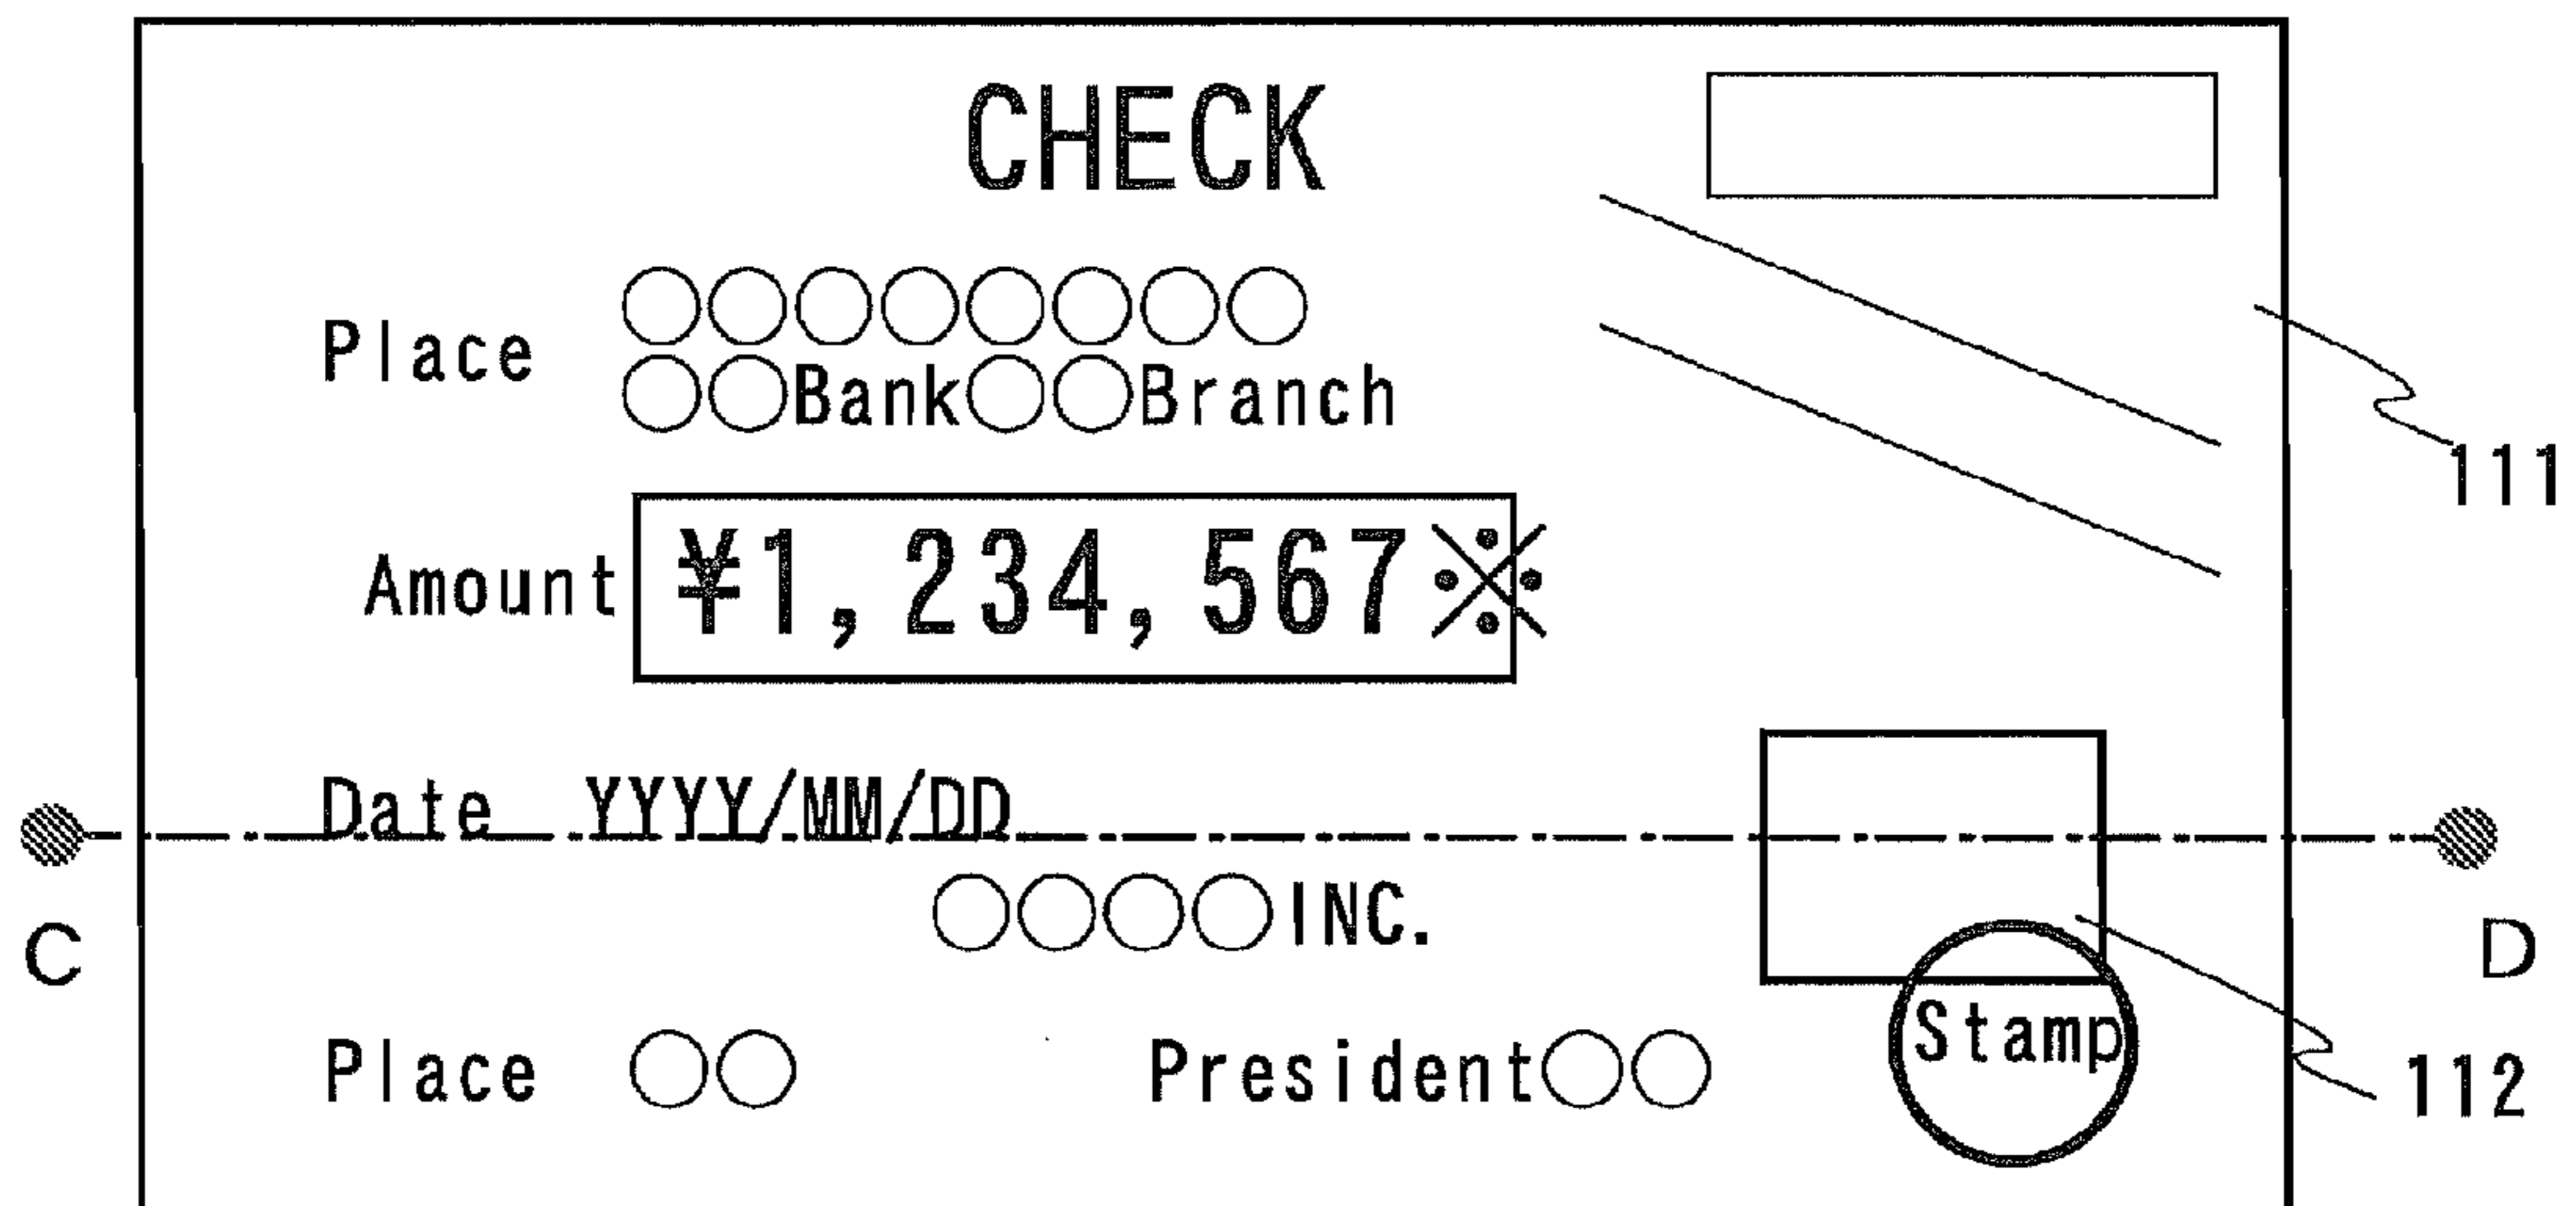 CHECK
Place
○○○○○○○○
○○Bank○○Branch
111
Amount ¥1,234,567※
Date YYYY/MM/DD
○○○○INC.
C
D
Place ○○ President○○ Stamp
112